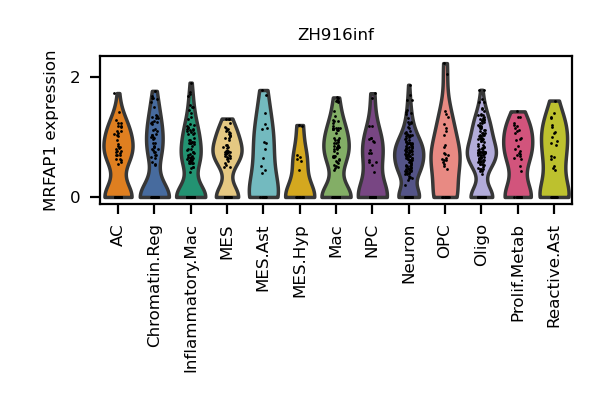 ZH916inf
MRFAP1 expression
2
0
AC
Chromatin.Reg
Inflammatory.Mac
MES
MES.Ast
MES.Hyp
Mac
NPC
Neuron
OPC
Oligo
Prolif.Metab
Reactive.Ast